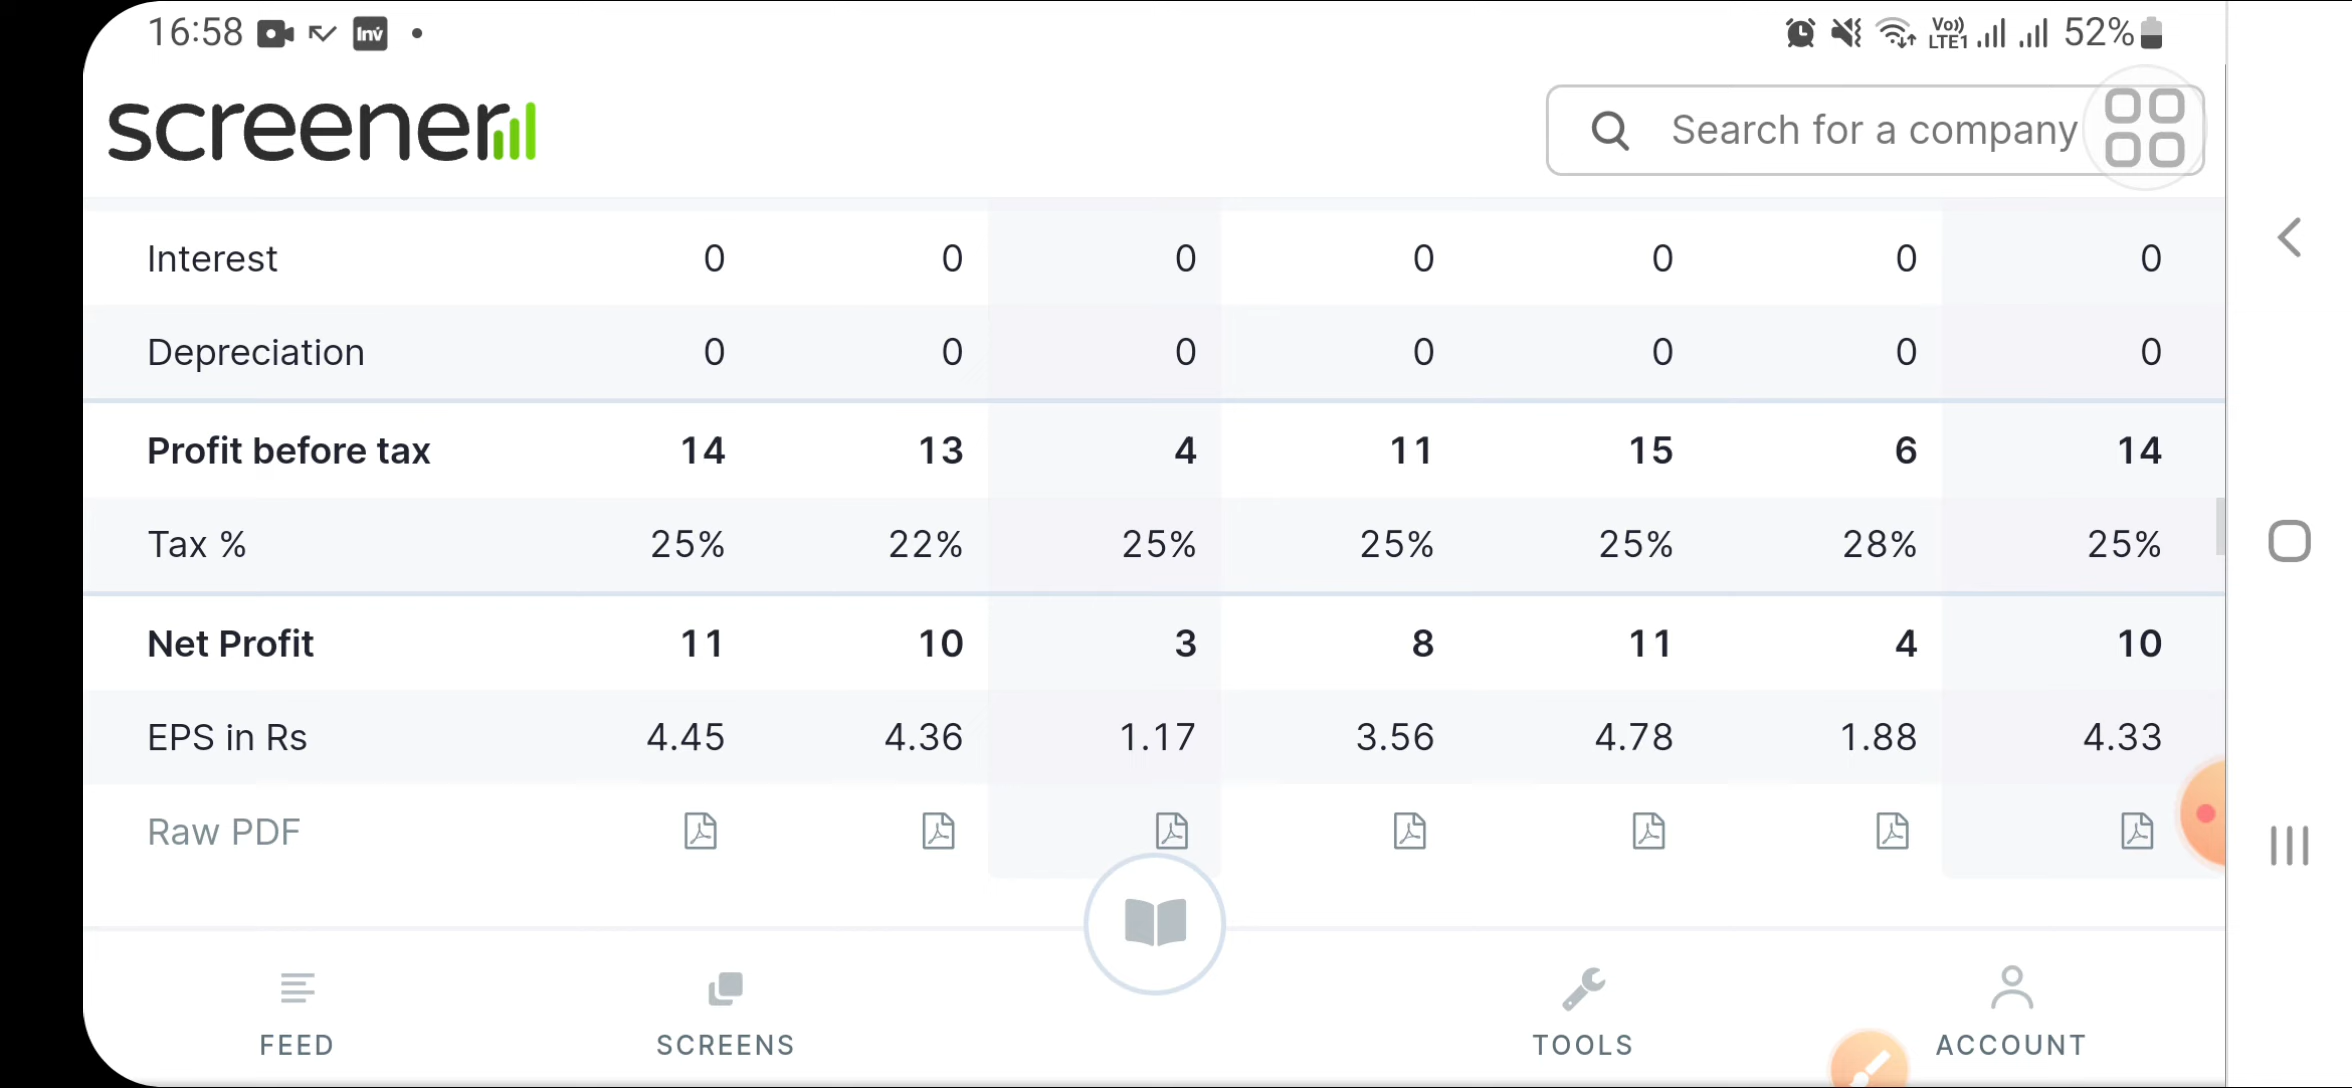 16:58 Inv Vo)) LTE1 52%
screener Search for a company
Interest 0 0 0 0 0 0 0
Depreciation 0 0 0 0 0 0 0
Profit before tax 14 13 4 11 15 6 14
Tax % 25% 22% 25% 25% 25% 28% 25%
Net Profit 11 10 3 8 11 4 10
EPS in Rs 4.45 4.36 1.17 3.56 4.78 1.88 4.33
Raw PDF
FEED SCREENS TOOLS ACCOUNT